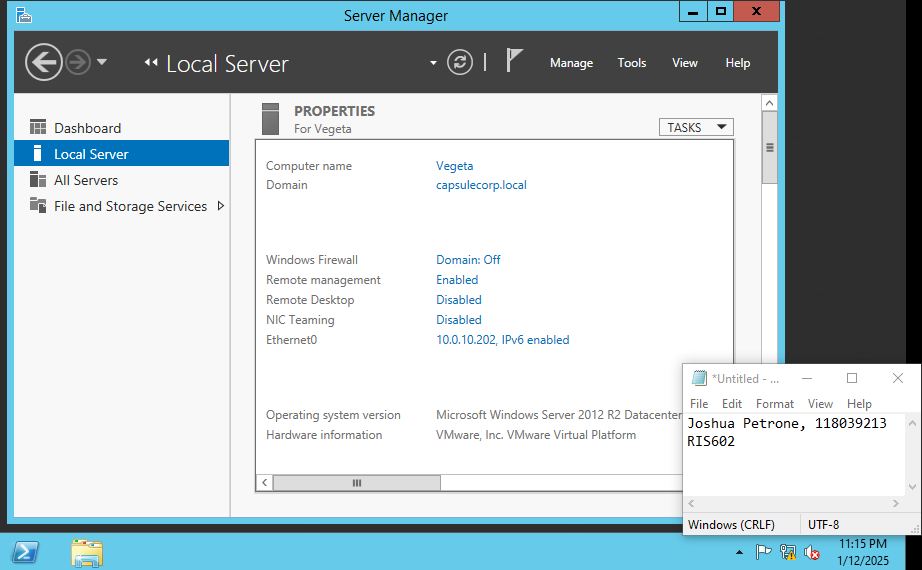 Server Manager
Local Server
Manage Tools View Help
Dashboard
Local Server
All Servers
File and Storage Services
PROPERTIES
For Vegeta
TASKS
Computer name Vegeta
Domain capsulecorp.local
Windows Firewall Domain: Off
Remote management Enabled
Remote Desktop Disabled
NIC Teaming Disabled
Ethernet0 10.0.10.202, IPv6 enabled
Operating system version Microsoft Windows Server 2012 R2 Datacenter
Hardware information VMware, Inc. VMware Virtual Platform
*Untitled - ...
File Edit Format View Help
Joshua Petrone, 118039213
RIS602
Windows (CRLF) UTF-8
11:15 PM
1/12/2025